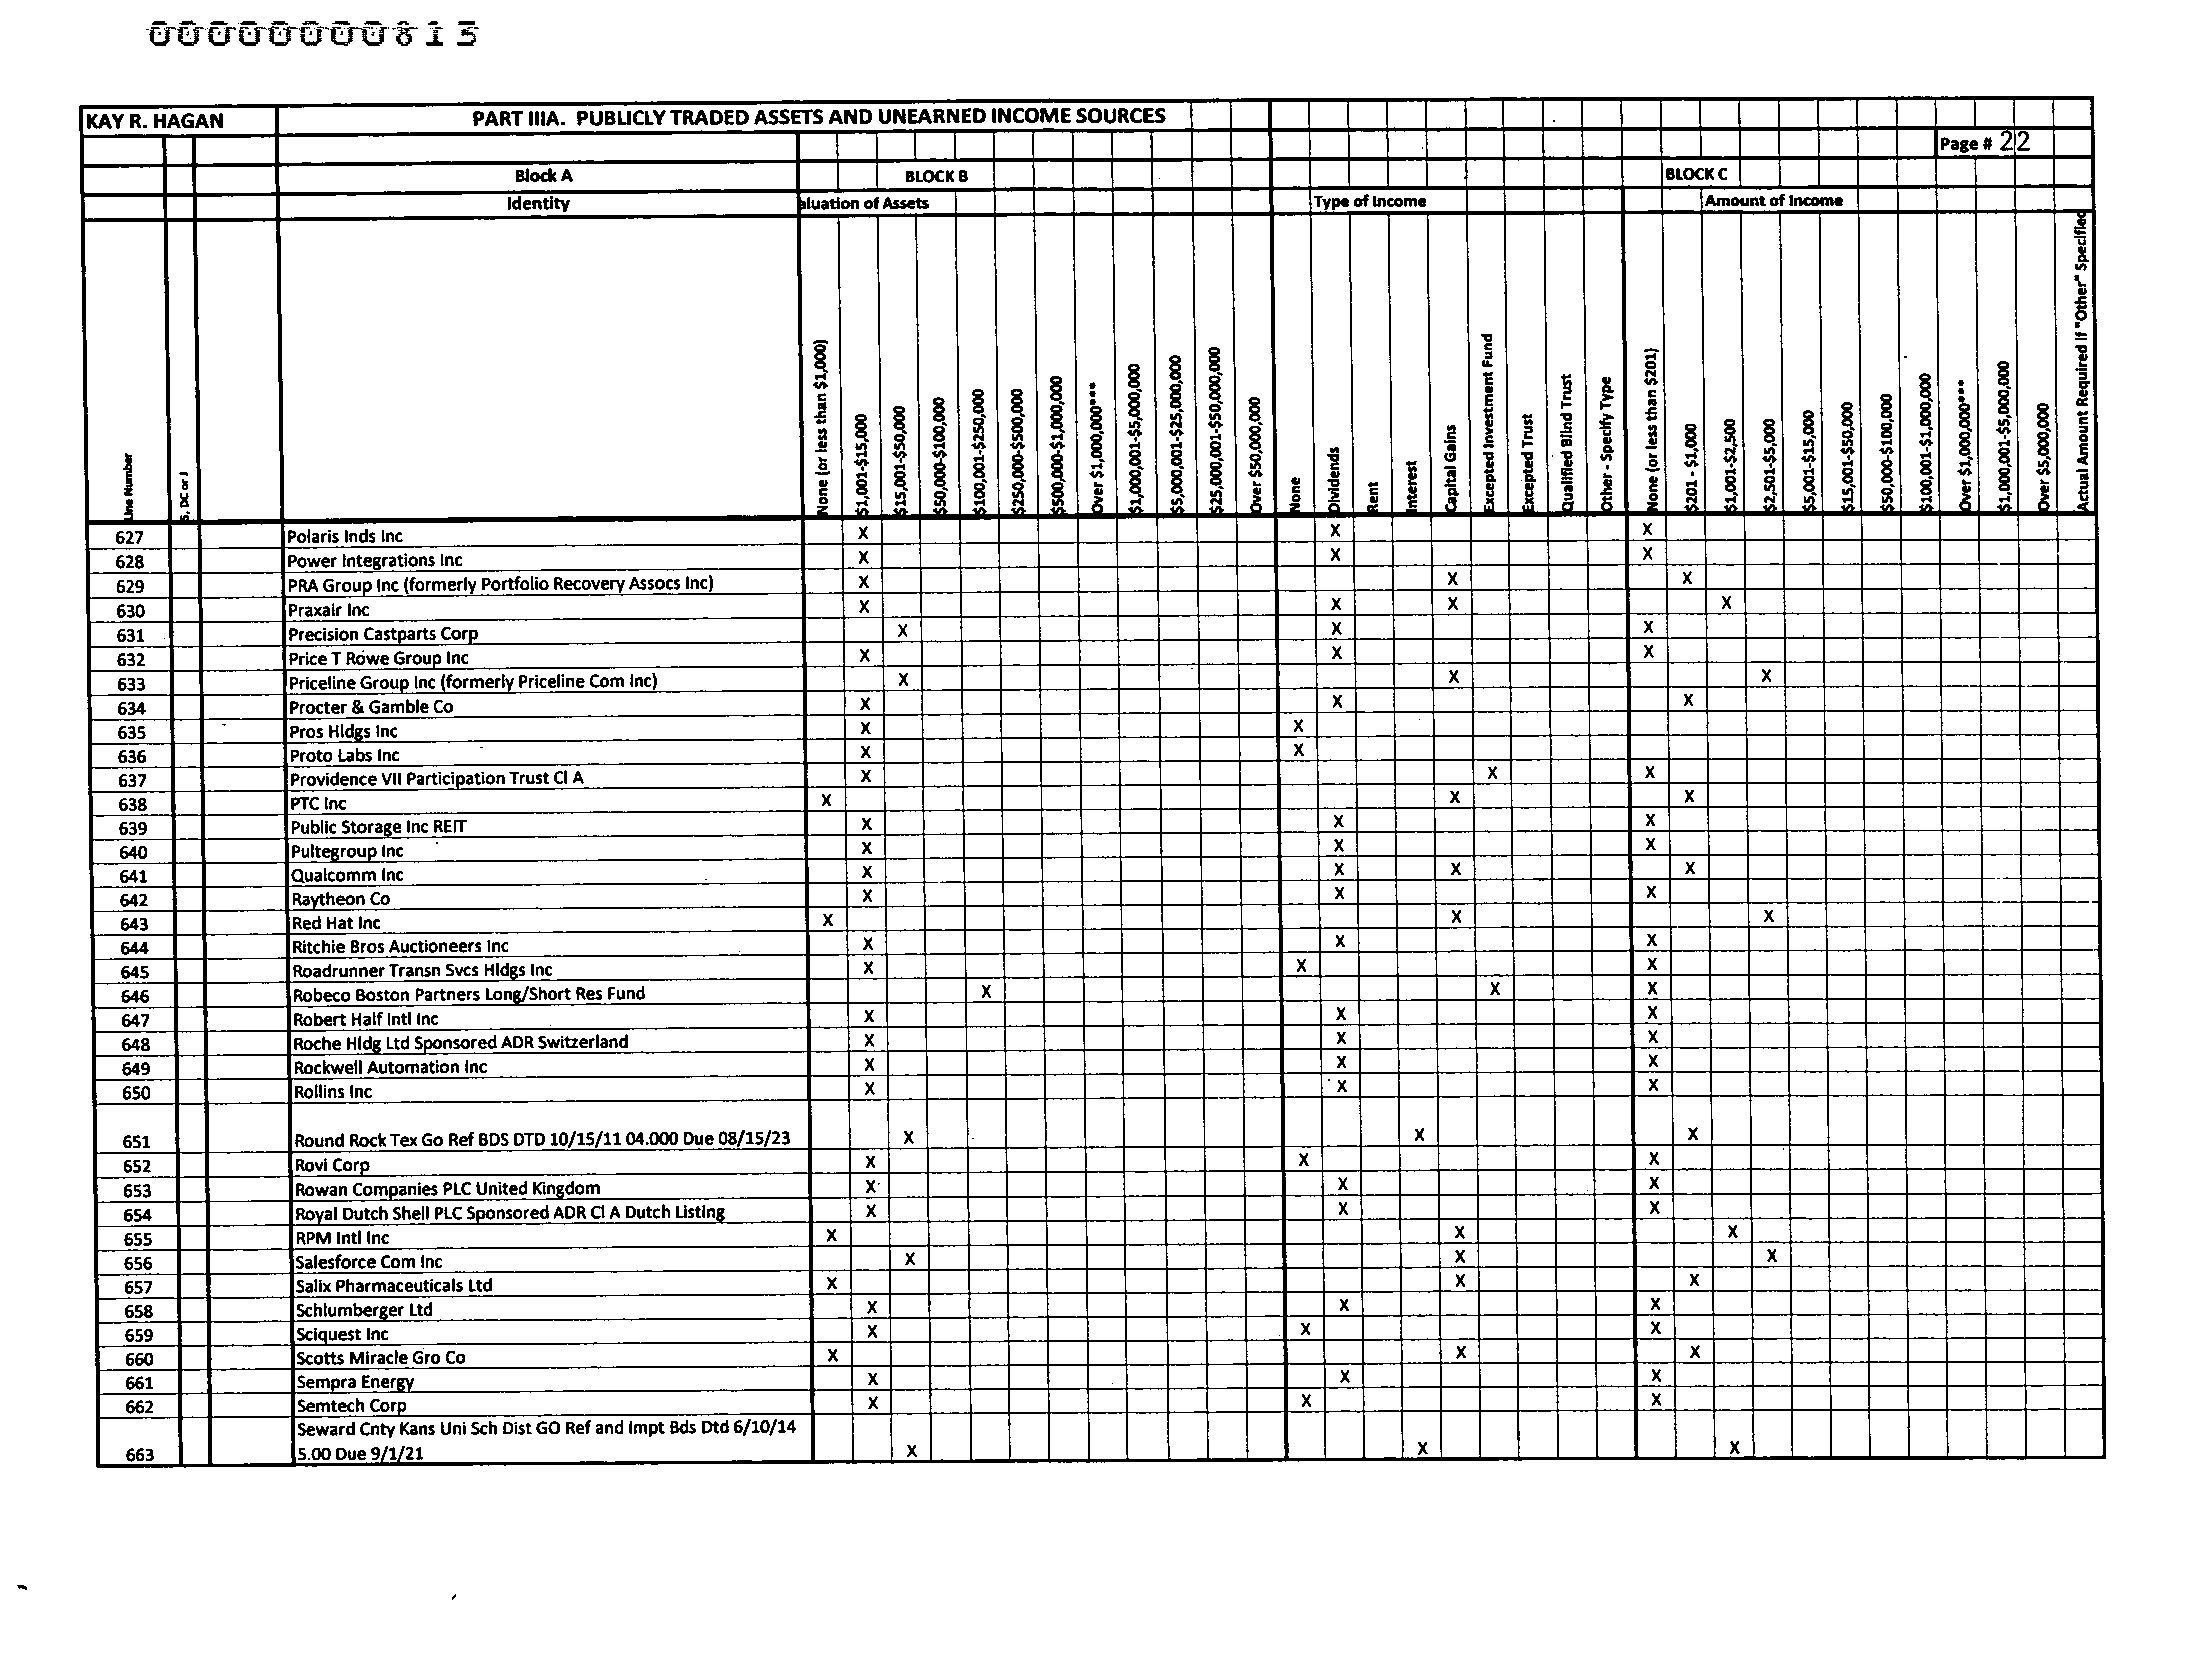 00000000815
KAY R. HAGAN PART IIIA. PUBLICLY TRADED ASSETS AND UNEARNED INCOME SOURCES
Page # 22
Block A BLOCK B BLOCK C
Identity aluation of Assets Type of Income Amount of Income
Line Number
S, DC or J
None (or less than $1,000)
$1,001-$15,000
$15,001-$50,000
$50,000-$100,000
$100,001-$250,000
$250,000-$500,000
$500,000-$1,000,000
Over $1,000,000***
$1,000,001-$5,000,000
$5,000,001-$25,000,000
$25,000,001-$50,000,000
Over $50,000,000
None
Dividends
Rent
Interest
Capital Gains
Excepted Investment Fund
Excepted Trust
Qualified Blind Trust
Other - Specify Type
None (or less than $201)
$201 - $1,000
$1,001-$2,500
$2,501-$5,000
$5,001-$15,000
$15,001-$50,000
$50,000-$100,000
$100,001-$1,000,000
Over $1,000,000***
$1,000,001-$5,000,000
Over $5,000,000
Actual Amount Required If "Other" Specified
627 Polaris Inds Inc X X X
628 Power Integrations Inc X X X
629 PRA Group Inc (formerly Portfolio Recovery Assocs Inc) X X X
630 Praxair Inc X X X X
631 Precision Castparts Corp X X X
632 Price T Rowe Group Inc X X X
633 Priceline Group Inc (formerly Priceline Com Inc) X X X
634 Procter & Gamble Co X X X
635 Pros Hldgs Inc X X
636 Proto Labs Inc X X
637 Providence VII Participation Trust Cl A X X X
638 PTC Inc X X X
639 Public Storage Inc REIT X X X
640 Pultegroup Inc X X X
641 Qualcomm Inc X X X X
642 Raytheon Co X X X
643 Red Hat Inc X X X
644 Ritchie Bros Auctioneers Inc X X X
645 Roadrunner Transn Svcs Hldgs Inc X X X
646 Robeco Boston Partners Long/Short Res Fund X X X
647 Robert Half Intl Inc X X X
648 Roche Hldg Ltd Sponsored ADR Switzerland X X X
649 Rockwell Automation Inc X X X
650 Rollins Inc X X X
651 Round Rock Tex Go Ref BDS DTD 10/15/11 04.000 Due 08/15/23 X X X
652 Rovi Corp X X X
653 Rowan Companies PLC United Kingdom X X X
654 Royal Dutch Shell PLC Sponsored ADR Cl A Dutch Listing X X X
655 RPM Intl Inc X X X
656 Salesforce Com Inc X X X
657 Salix Pharmaceuticals Ltd X X X
658 Schlumberger Ltd X X X
659 Sciquest Inc X X X
660 Scotts Miracle Gro Co X X X
661 Sempra Energy X X X
662 Semtech Corp X X X
Seward Cnty Kans Uni Sch Dist GO Ref and Impt Bds Dtd 6/10/14
663 5.00 Due 9/1/21 X X X